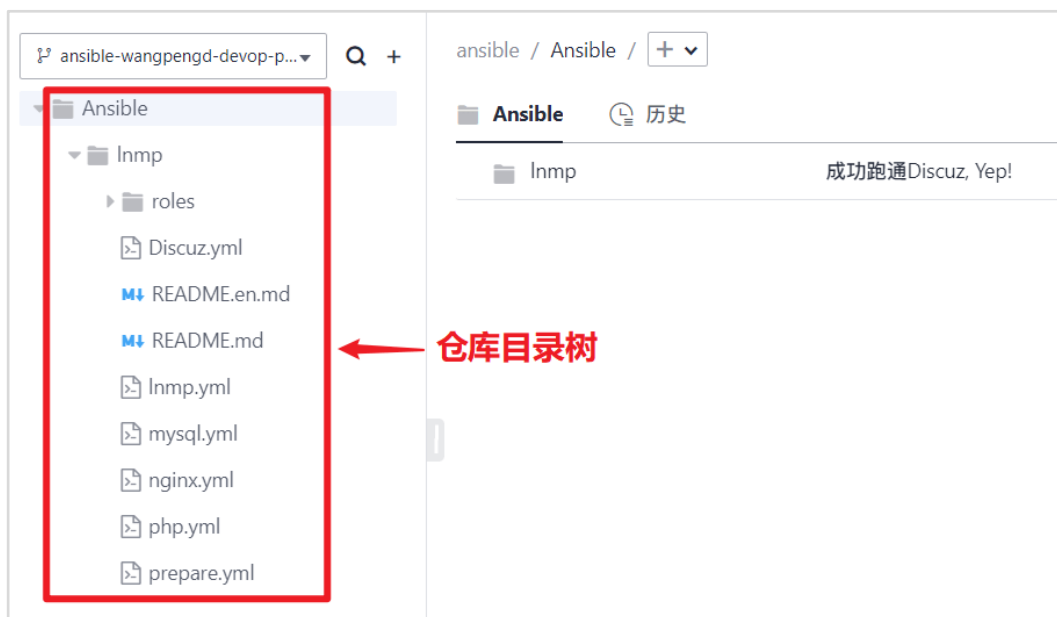 ansible-wangpengd-devop-p...
ansible / Ansible /
Ansible
lnmp
roles
Discuz.yml
README.en.md
README.md
lnmp.yml
mysql.yml
nginx.yml
php.yml
prepare.yml
仓库目录树
Ansible
历史
lnmp
成功跑通Discuz, Yep!